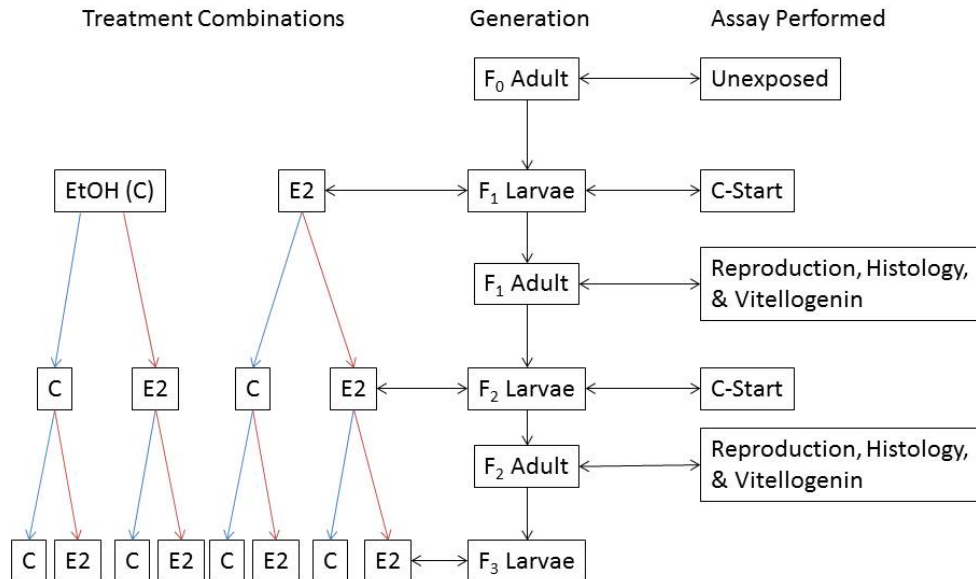 Treatment Combinations Generation Assay Performed
F₀ Adult Unexposed
EtOH (C) E2 F₁ Larvae C-Start
F₁ Adult Reproduction, Histology,
& Vitellogenin
C E2 C E2 F₂ Larvae C-Start
F₂ Adult Reproduction, Histology,
& Vitellogenin
C E2 C E2 C E2 C E2 F₃ Larvae